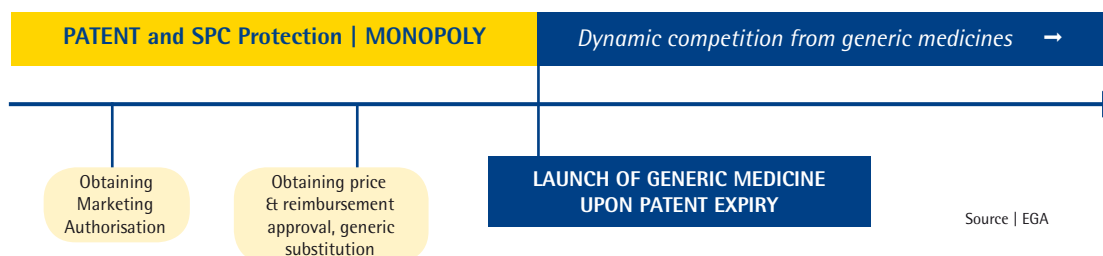 PATENT and SPC Protection | MONOPOLY
Dynamic competition from generic medicines →
Obtaining
Marketing
Authorisation
Obtaining price
& reimbursement
approval, generic
substitution
LAUNCH OF GENERIC MEDICINE
UPON PATENT EXPIRY
Source | EGA